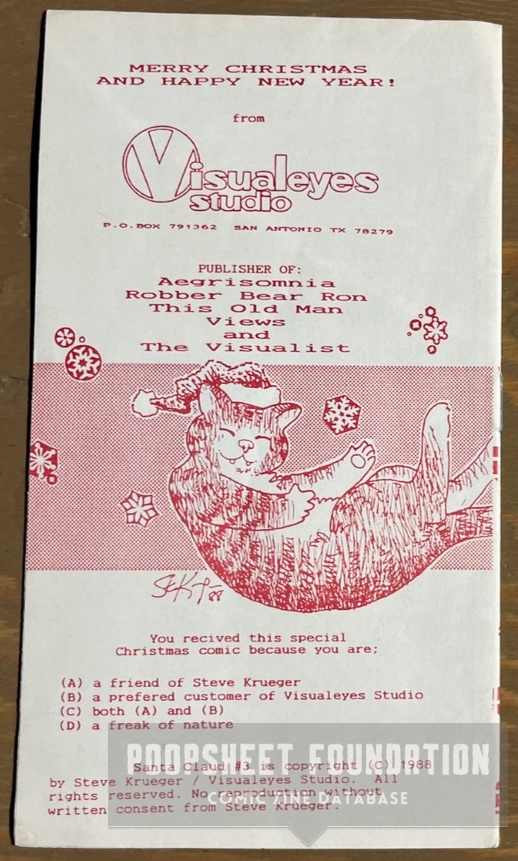 MERRY CHRISTMAS
AND HAPPY NEW YEAR!
from
Visualeyes
studio
P.O.BOX 791362 SAN ANTONIO TX 78279
PUBLISHER OF:
Aegrisomnia
Robber Bear Ron
This Old Man
Views
and
The Visualist
You recived this special
Christmas comic because you are;
(A) a friend of Steve Krueger
(B) a prefered customer of Visualeyes Studio
(C) both (A) and (B)
(D) a freak of nature
Santa Claud #3 is copyright (C) 1988
by Steve Krueger / Visualeyes Studio. All
rights reserved. No reproduction without
written consent from Steve Krueger.
POOPSHEET FOUNDATION
COMIC ZINE DATABASE